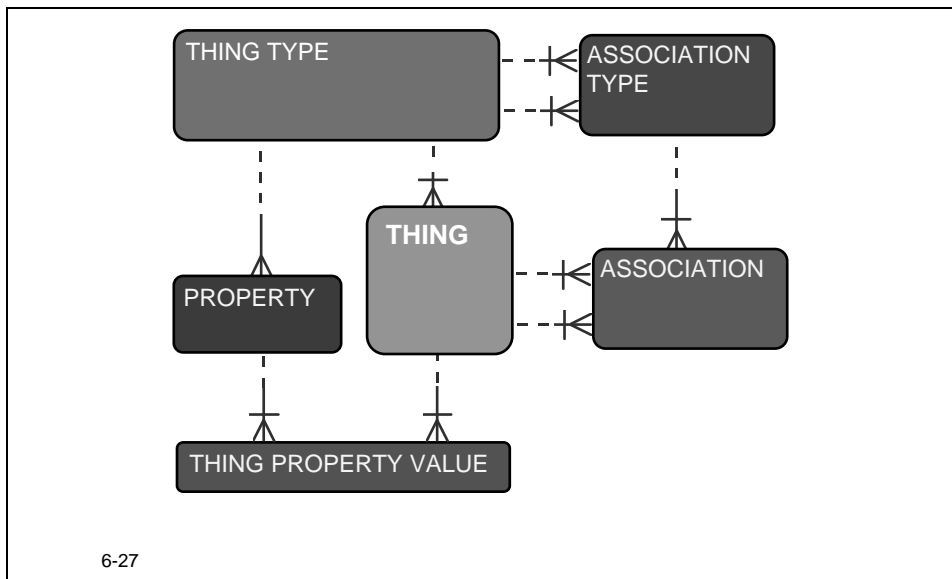 THING TYPE
ASSOCIATION
TYPE
THING
ASSOCIATION
PROPERTY
THING PROPERTY VALUE
6-27